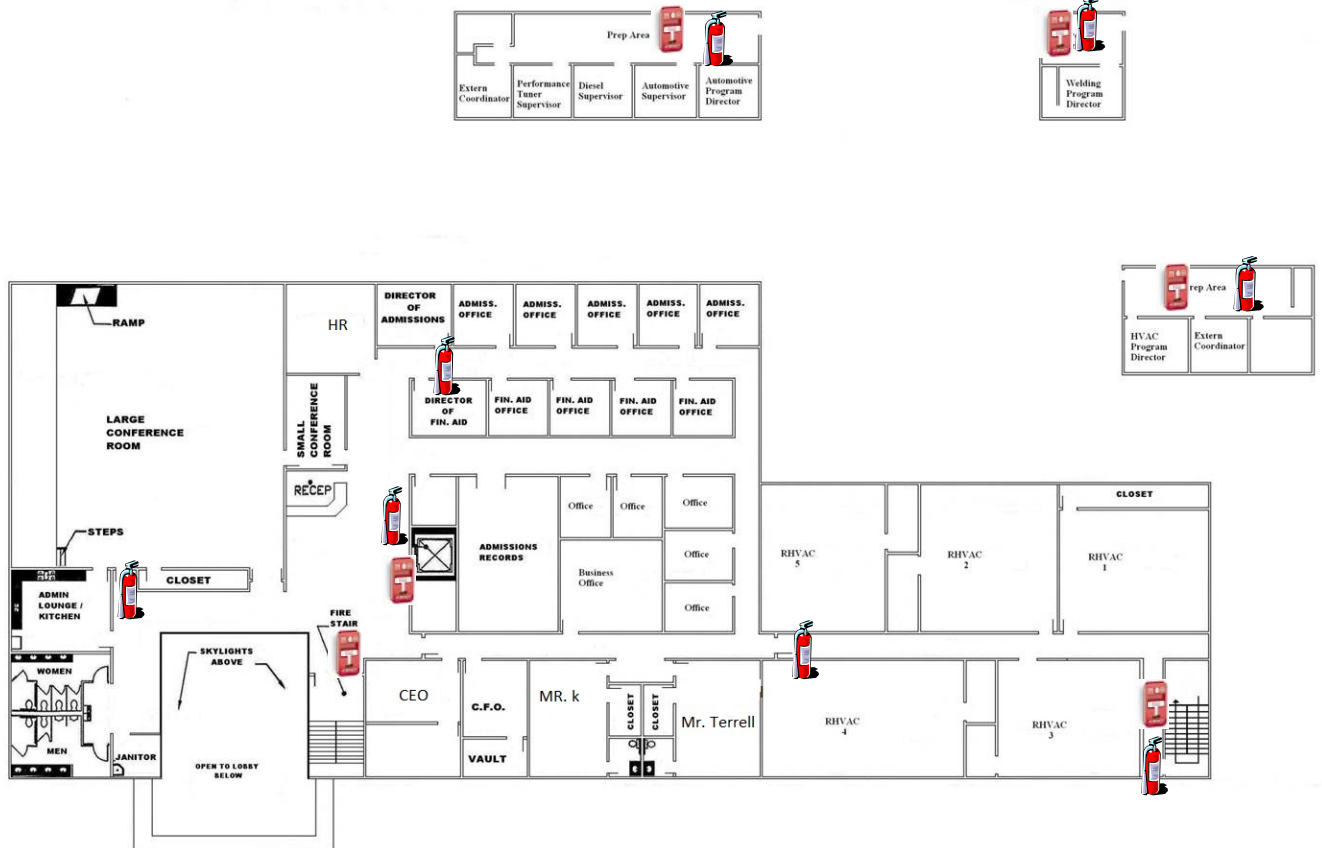 Prep Area
Extern
Coordinator
Performance
Tuner
Supervisor
Diesel
Supervisor
Automotive
Supervisor
Automotive
Program
Director
Welding
Program
Director
rep Area
HVAC
Program
Director
Extern
Coordinator
RAMP
HR
DIRECTOR
OF
ADMISSIONS
ADMISS.
OFFICE
ADMISS.
OFFICE
ADMISS.
OFFICE
ADMISS.
OFFICE
ADMISS.
OFFICE
LARGE
CONFERENCE
ROOM
SMALL
CONFERENCE
ROOM
DIRECTOR
OF
FIN. AID
FIN. AID
OFFICE
FIN. AID
OFFICE
FIN. AID
OFFICE
FIN. AID
OFFICE
RECEP
STEPS
ADMISSIONS
RECORDS
Office
Office
Office
Office
Office
Business
Office
RHVAC
5
RHVAC
2
CLOSET
RHVAC
1
CLOSET
ADMIN
LOUNGE /
KITCHEN
FIRE
STAIR
SKYLIGHTS
ABOVE
WOMEN
MEN
JANITOR
OPEN TO LOBBY
BELOW
CEO
C.F.O.
VAULT
MR. k
CLOSET
CLOSET
Mr. Terrell
RHVAC
4
RHVAC
3